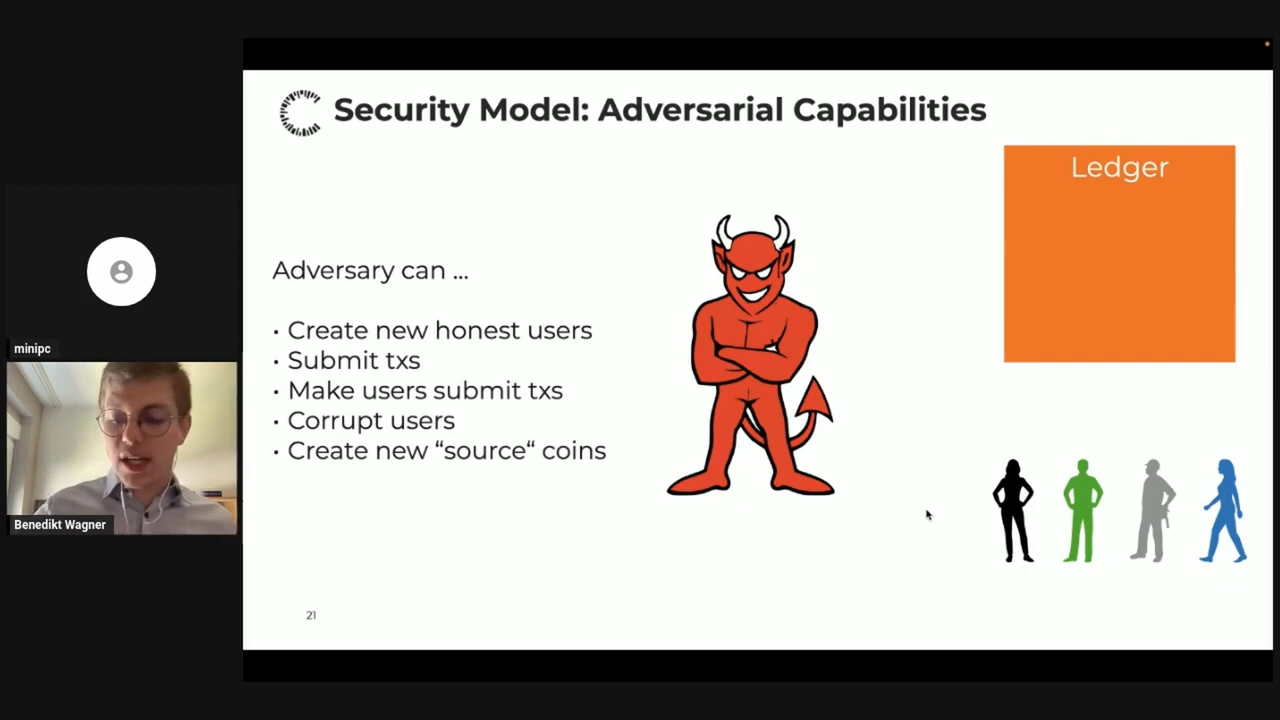 Security Model: Adversarial Capabilities
Ledger
Adversary can ...
• Create new honest users
• Submit txs
• Make users submit txs
• Corrupt users
• Create new “source“ coins
21
minipc
Benedikt Wagner